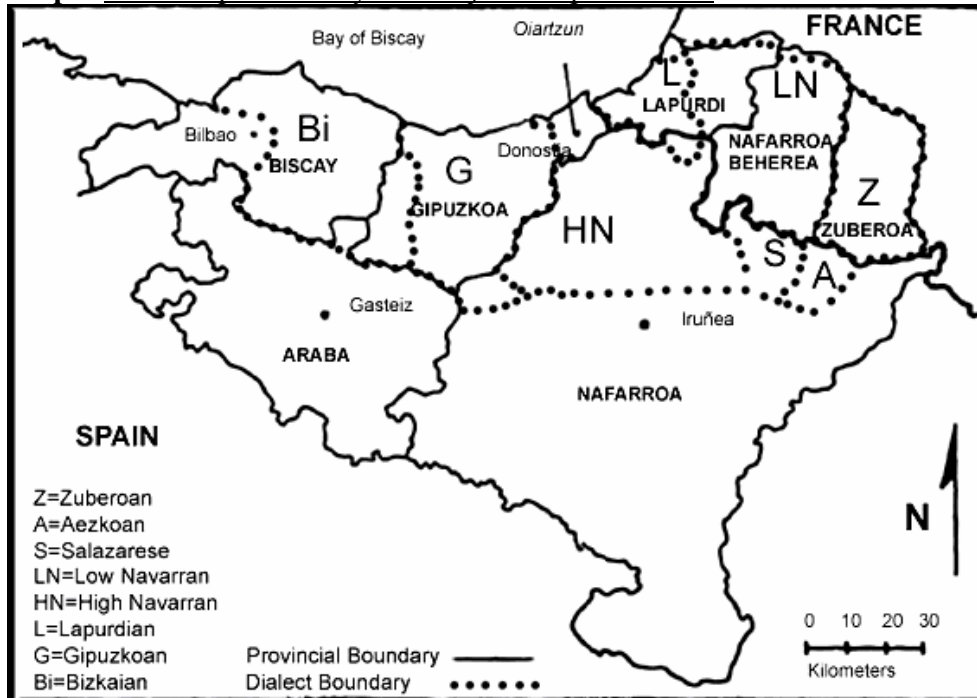 Bay of Biscay
Oiartzun
FRANCE
L
LAPURDI
LN
NAFARROA
BEHEREA
Bilbao
Bi
BISCAY
Donostia
G
GIPUZKOA
HN
Z
ZUBEROA
S
A
Gasteiz
Iruñea
ARABA
NAFARROA
SPAIN
N
Z=Zuberoan
A=Aezkoan
S=Salazarese
LN=Low Navarran
HN=High Navarran
L=Lapurdian
G=Gipuzkoan
Bi=Bizkaian
Provincial Boundary
Dialect Boundary
0 10 20 30
Kilometers